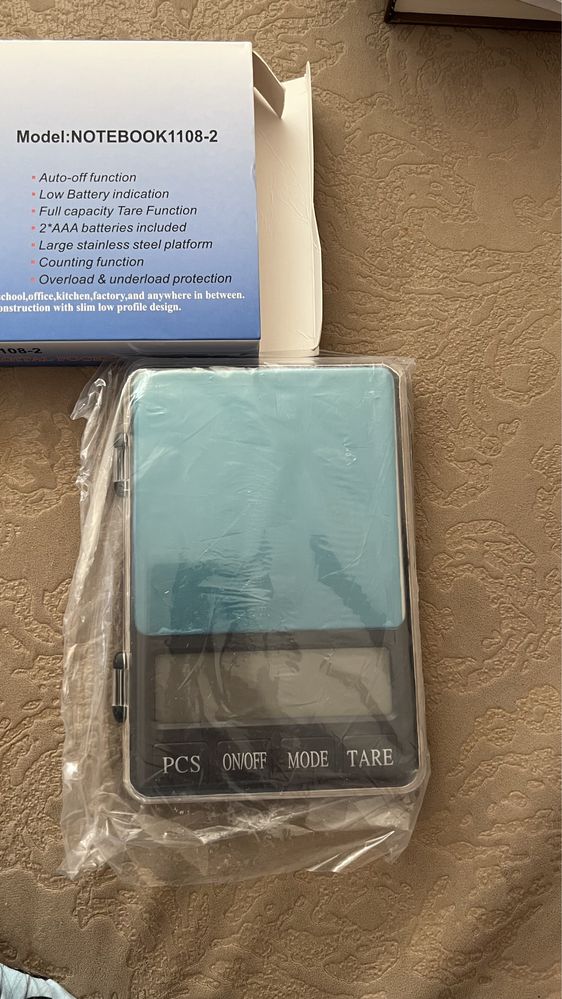 Model:NOTEBOOK1108-2
Auto-off function
Low Battery indication
Full capacity Tare Function
2*AAA batteries included
Large stainless steel platform
Counting function
Overload & underload protection
school,office,kitchen,factory,and anywhere in between.
onstruction with slim low profile design.
108-2
PCS ON/OFF MODE TARE